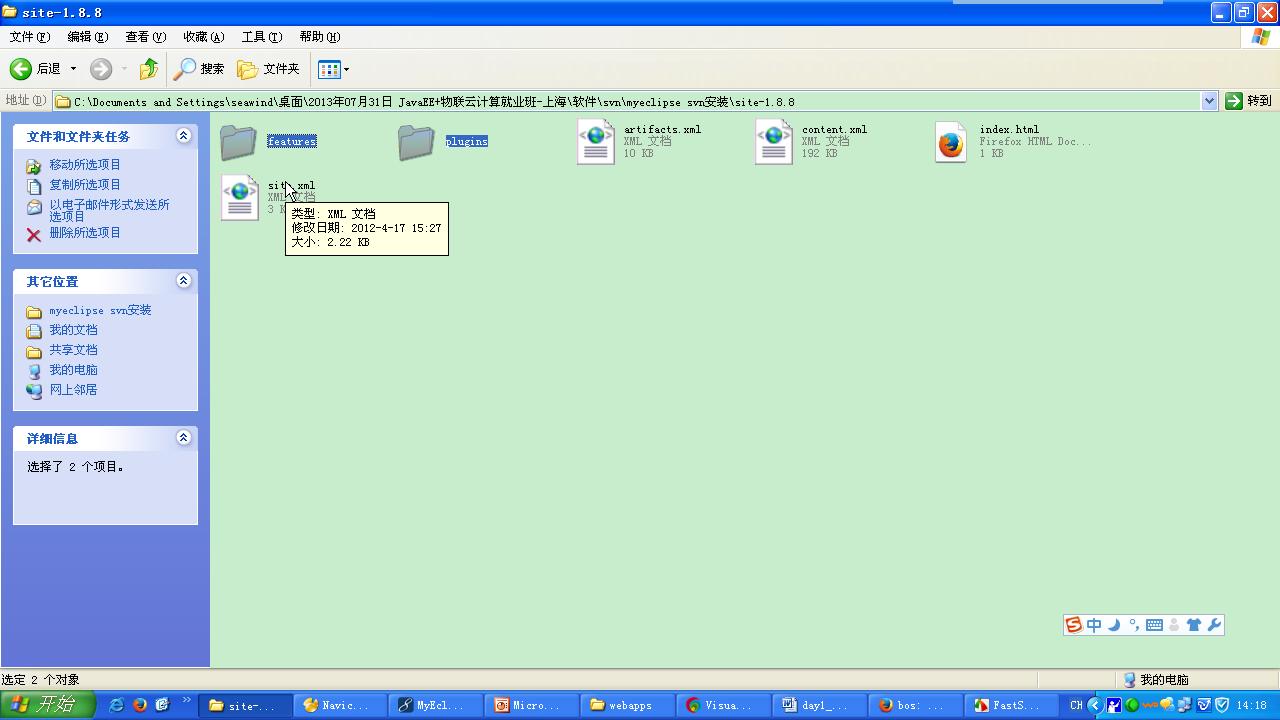 site-1.8.8
文件(F) 编辑(E) 查看(V) 收藏(A) 工具(T) 帮助(H)
后退 搜索 文件夹
地址(D) C:\Documents and Settings\seawind\桌面\2013年07月31日 JavaEE+物联云计算就业班-上海\软件\svn\myeclipse svn安装\site-1.8.8 转到
文件和文件夹任务
移动所选项目
复制所选项目
以电子邮件形式发送所
选项目
删除所选项目
其它位置
myeclipse svn安装
我的文档
共享文档
我的电脑
网上邻居
详细信息
选择了 2 个项目。
features
plugins
artifacts.xml
XML 文档
10 KB
content.xml
XML 文档
192 KB
index.html
Firefox HTML Doc...
1 KB
XML 文档
类型: XML 文档
修改日期: 2012-4-17 15:27
大小: 2.22 KB
中
选定 2 个对象 我的电脑
开始 site-... Navic... MyEcl... Micro... webapps Visua... day1_... bos: ... FastS... CH 14:18